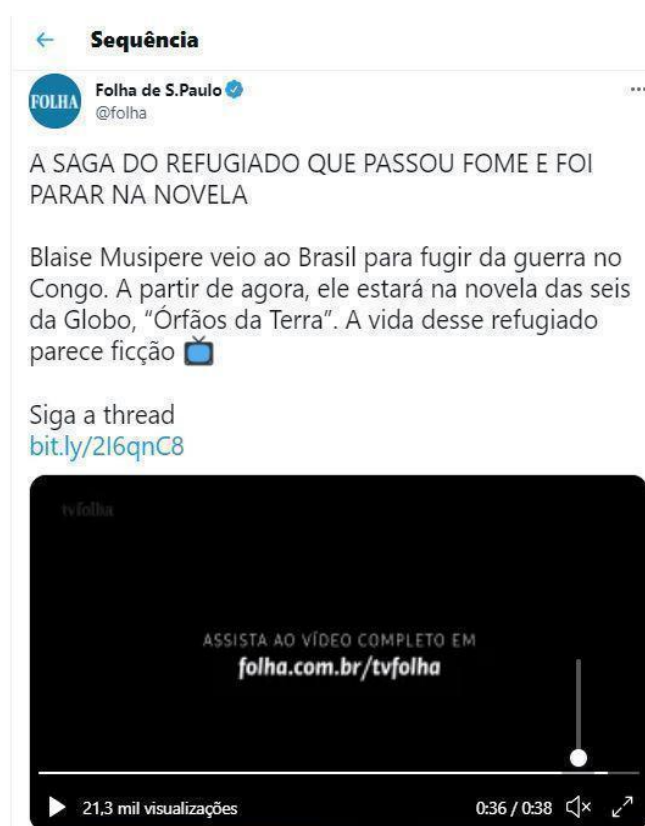 Sequência
FOLHA
Folha de S.Paulo
@folha
A SAGA DO REFUGIADO QUE PASSOU FOME E FOI
PARAR NA NOVELA
Blaise Musipere veio ao Brasil para fugir da guerra no
Congo. A partir de agora, ele estará na novela das seis
da Globo, “Órfãos da Terra”. A vida desse refugiado
parece ficção
Siga a thread
bit.ly/2I6qnC8
tvfolha
ASSISTA AO VÍDEO COMPLETO EM
folha.com.br/tvfolha
21,3 mil visualizações 0:36 / 0:38